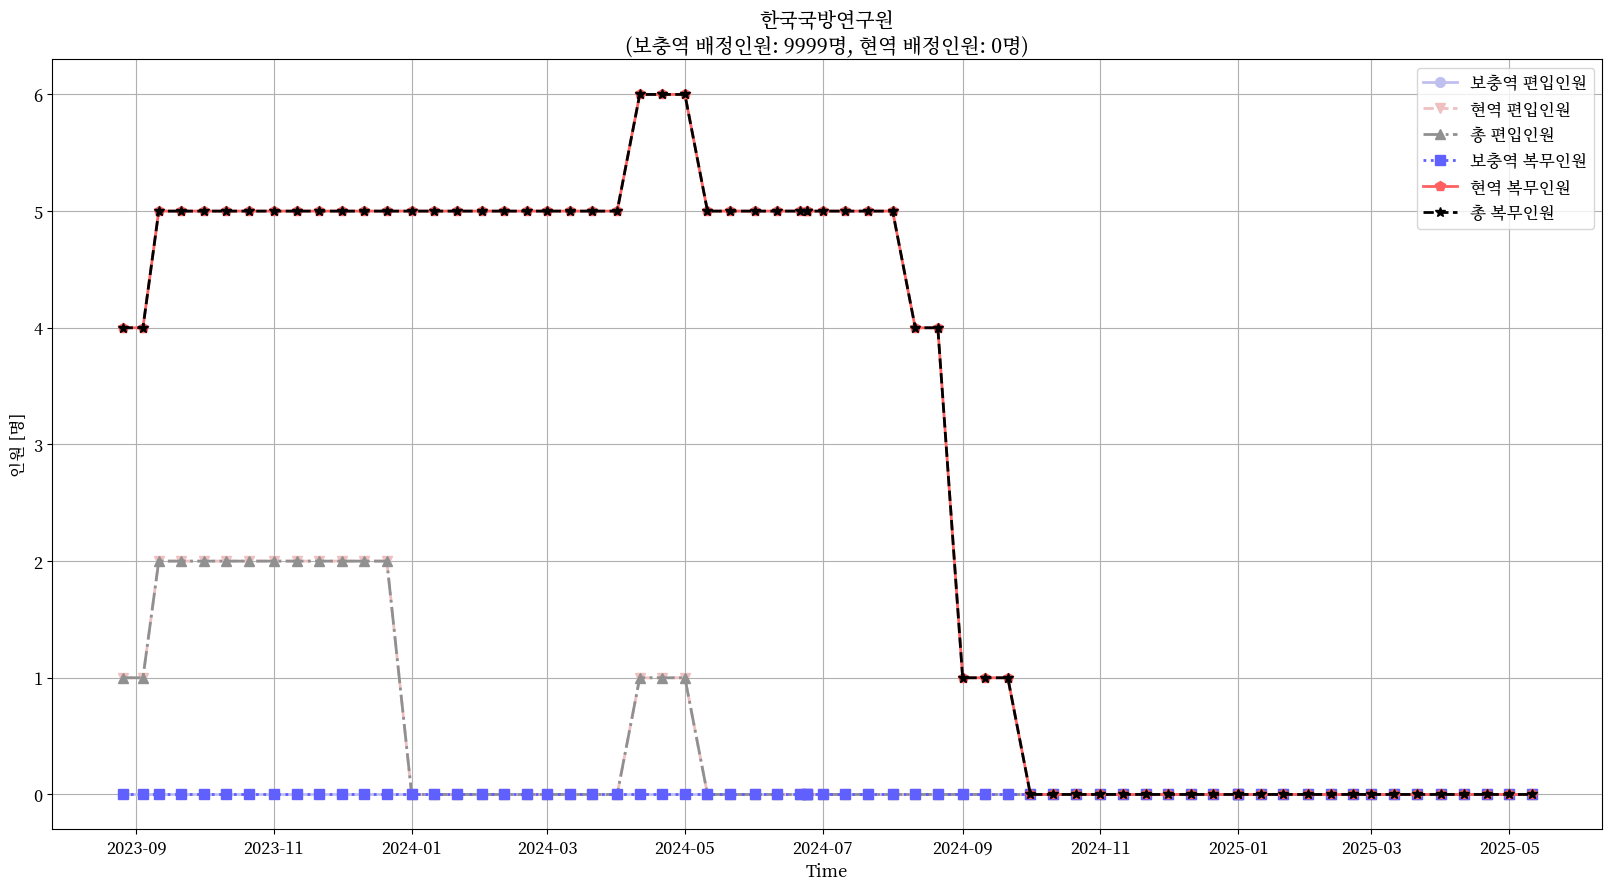 한국국방연구원
(보충역 배정인원: 9999명, 현역 배정인원: 0명)
보충역 편입인원
현역 편입인원
총 편입인원
보충역 복무인원
현역 복무인원
총 복무인원
인원 [명]
6
5
4
3
2
1
0
2023-09
2023-11
2024-01
2024-03
2024-05
2024-07
2024-09
2024-11
2025-01
2025-03
2025-05
Time